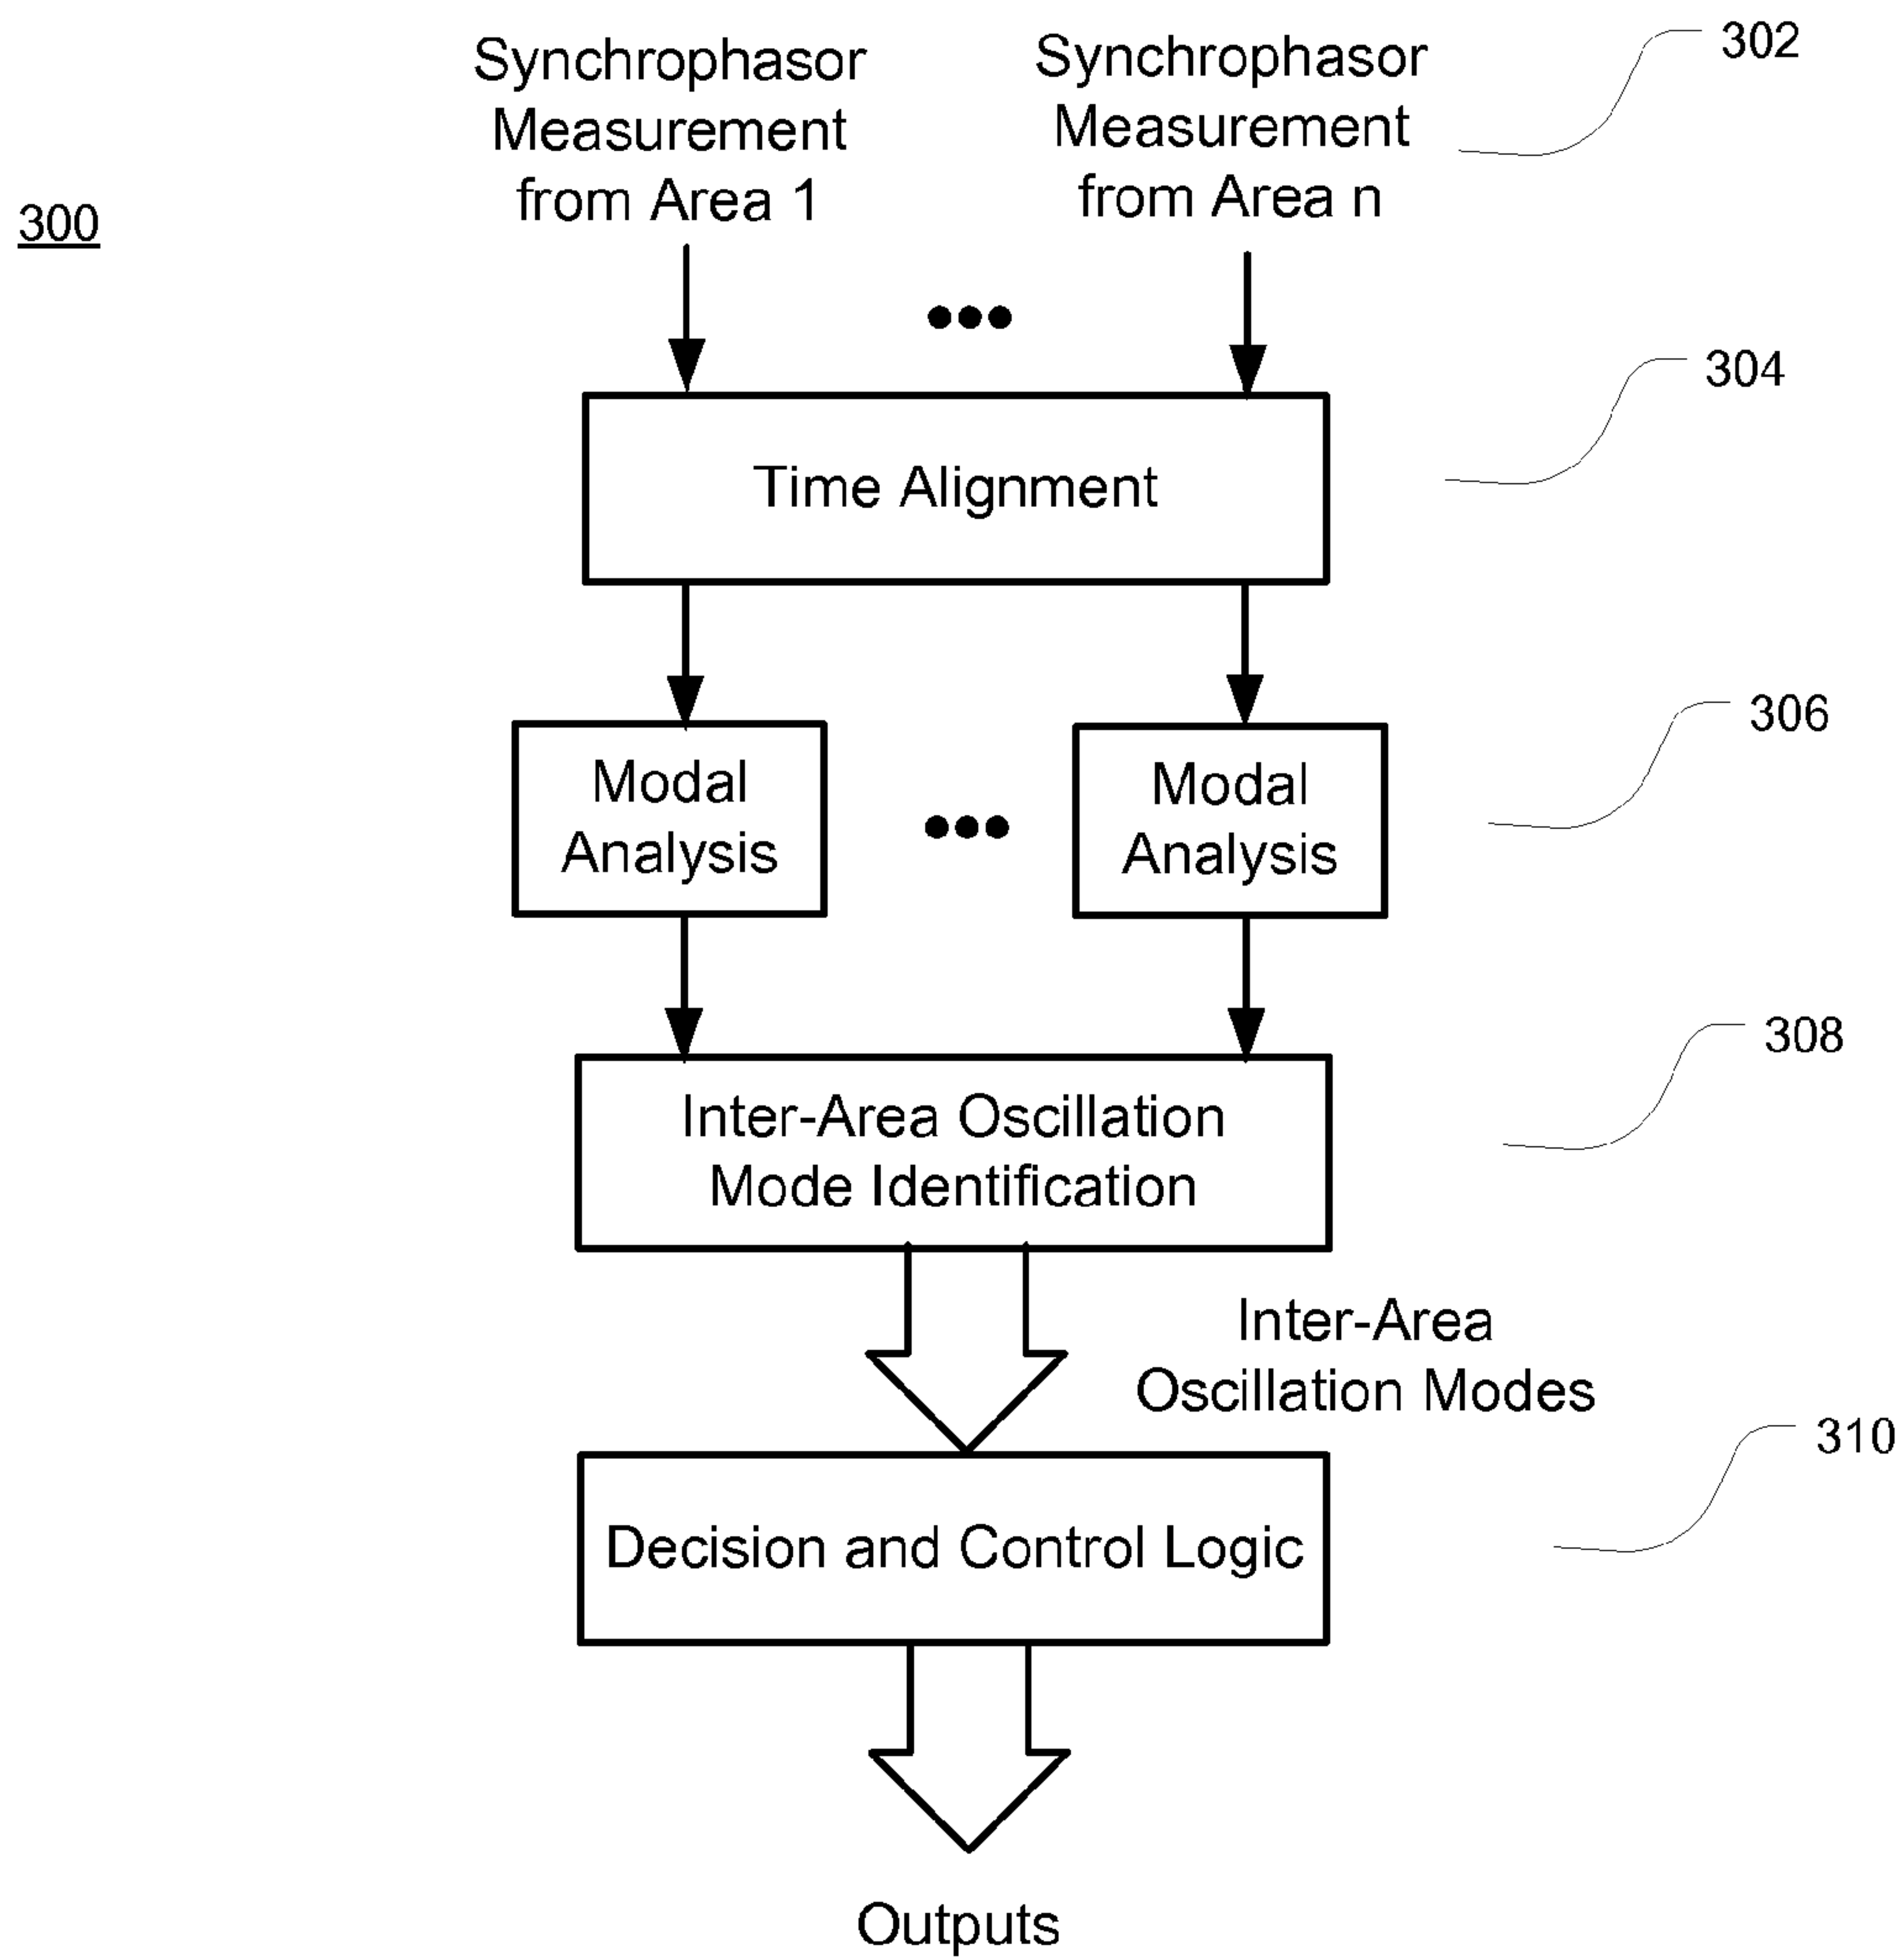 300
Synchrophasor
Measurement
from Area 1
Synchrophasor
Measurement
from Area n
302
Time Alignment
304
Modal
Analysis
Modal
Analysis
306
Inter-Area Oscillation
Mode Identification
308
Inter-Area
Oscillation Modes
Decision and Control Logic
310
Outputs